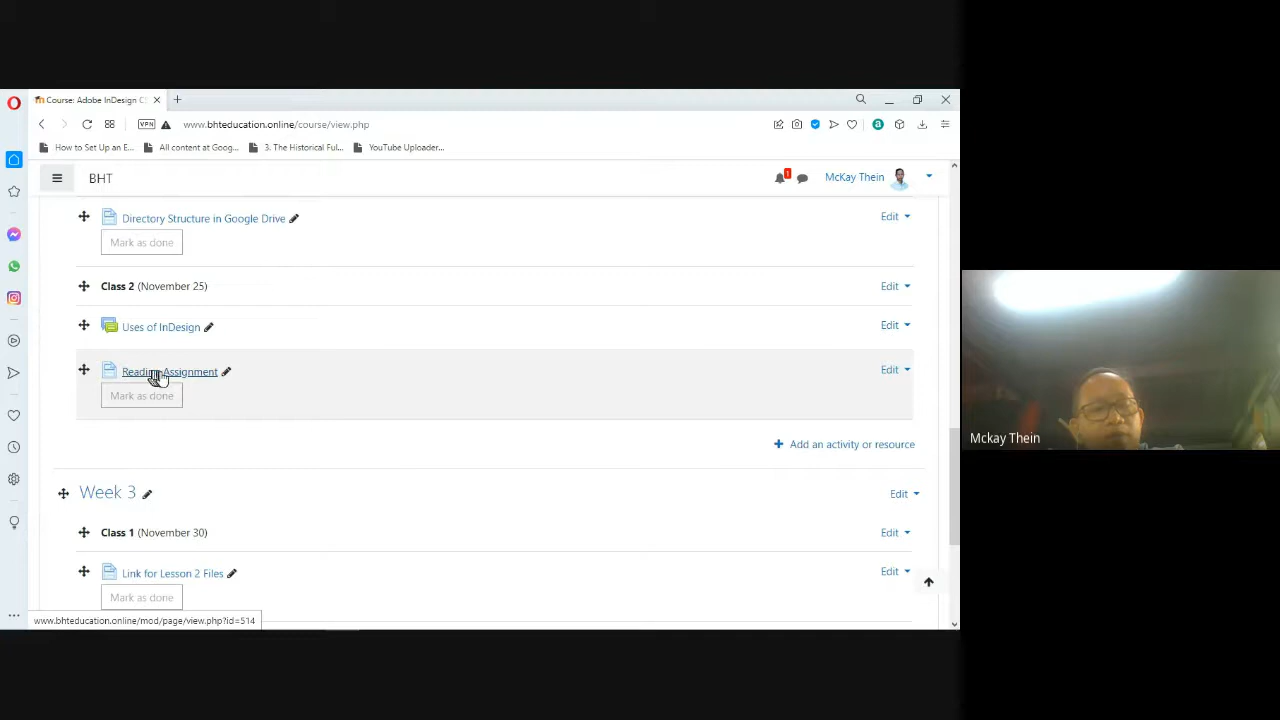 Course: Adobe InDesign C
www.bhteducation.online/course/view.php
VPN
How to Set Up an E...
All content at Goog...
3. The Historical Ful...
YouTube Uploader...
BHT
1
McKay Thein
Directory Structure in Google Drive
Edit
Mark as done
Class 2 (November 25)
Edit
Uses of InDesign
Edit
Reading Assignment
Edit
Mark as done
Add an activity or resource
Week 3
Edit
Class 1 (November 30)
Edit
Link for Lesson 2 Files
Edit
Mark as done
www.bhteducation.online/mod/page/view.php?id=514
Mckay Thein